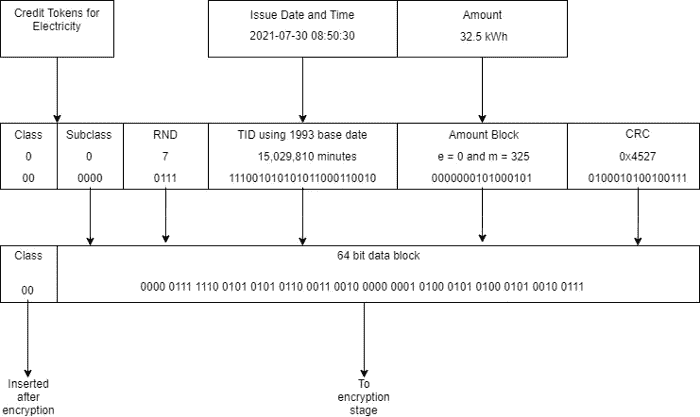 Credit Tokens for
Electricity
Issue Date and Time
2021-07-30 08:50:30
Amount
32.5 kWh
Class
0
00
Subclass
0
0000
RND
7
0111
TID using 1993 base date
15,029,810 minutes
111001010101011000110010
Amount Block
e = 0 and m = 325
0000000101000101
CRC
0x4527
0100010100100111
Class
00
64 bit data block
0000 0111 1110 0101 0101 0110 0011 0010 0000 0001 0100 0101 0100 0101 0010 0111
Inserted
after
encryption
To
encryption
stage